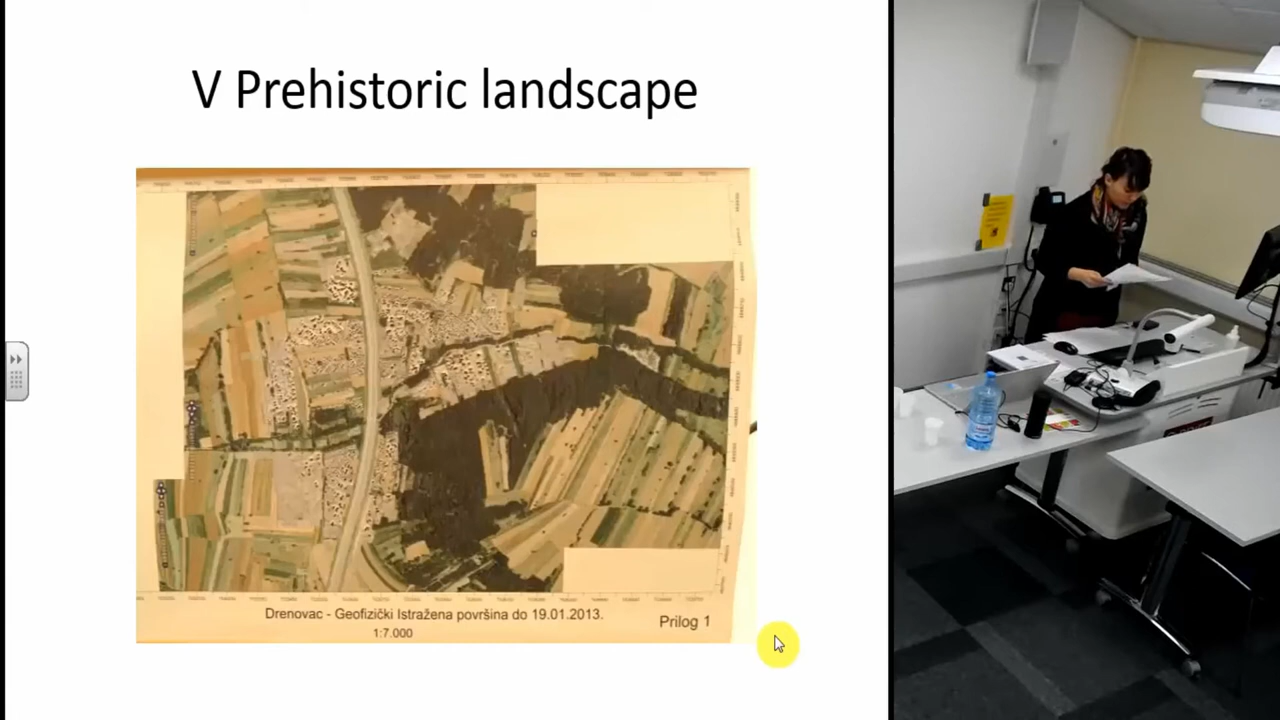 V Prehistoric landscape
Drenovac - Geofizički Istražena površina do 19.01.2013.
1:7.000
Prilog 1